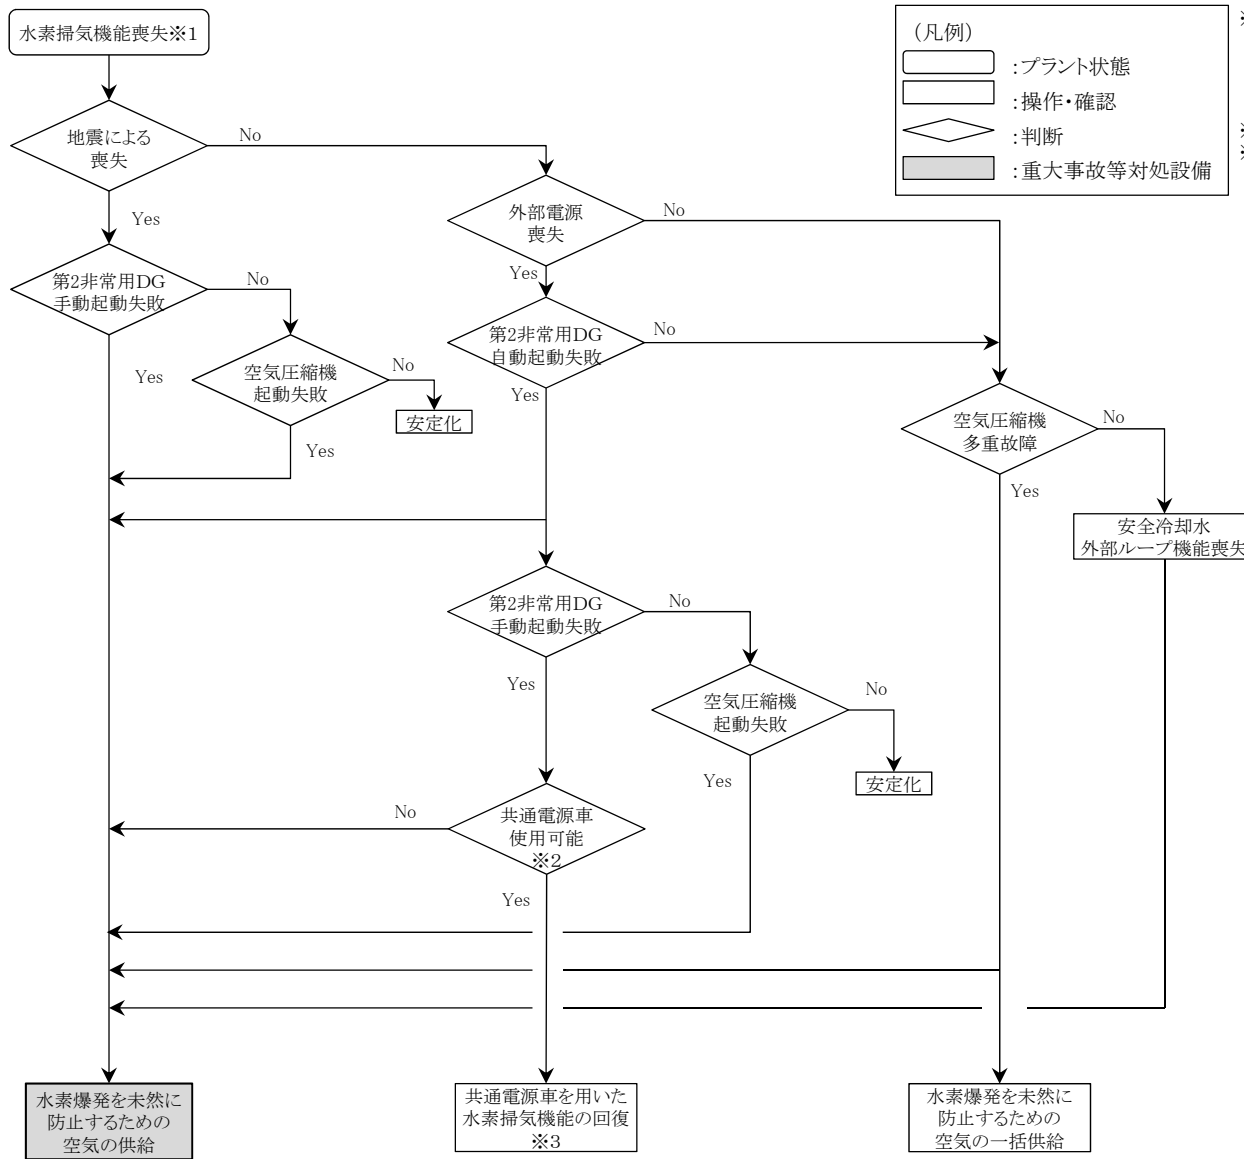 水素掃気機能喪失※1
(凡例)
:プラント状態
:操作・確認
:判断
:重大事故等対処設備
※
※
※
地震による
喪失
No
Yes
外部電源
喪失
No
Yes
第2非常用DG
手動起動失敗
No
Yes
第2非常用DG
自動起動失敗
No
Yes
空気圧縮機
起動失敗
No
Yes
安定化
空気圧縮機
多重故障
No
Yes
安全冷却水
外部ループ機能喪失
第2非常用DG
手動起動失敗
No
Yes
空気圧縮機
起動失敗
No
Yes
安定化
共通電源車
使用可能
※2
No
Yes
水素爆発を未然に
防止するための
空気の供給
共通電源車を用いた
水素掃気機能の回復
※3
水素爆発を未然に
防止するための
空気の一括供給